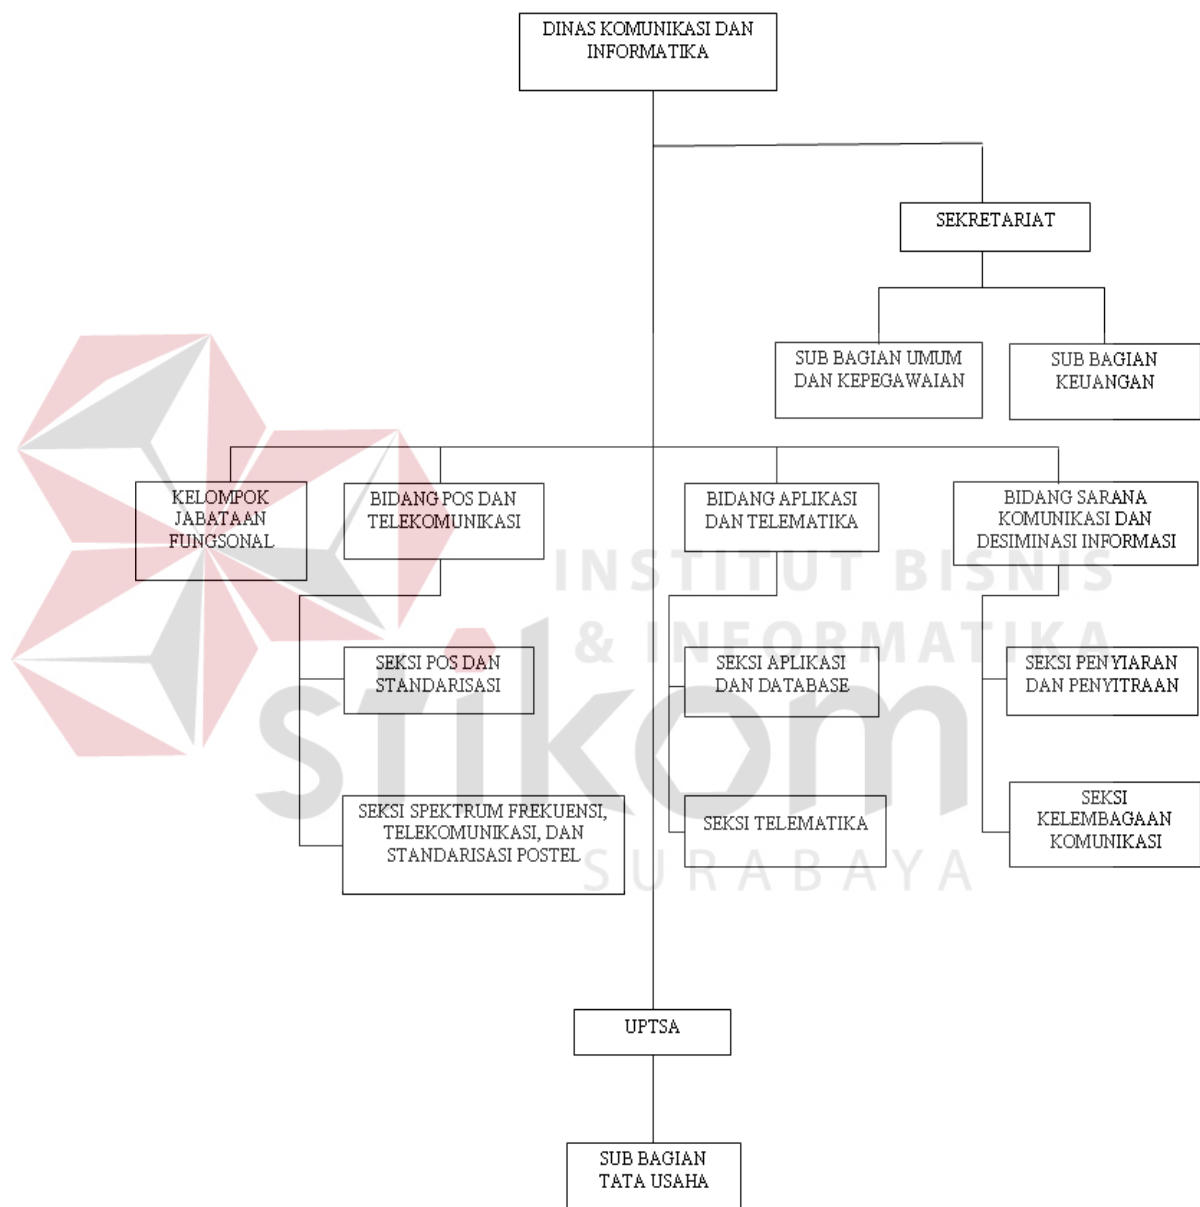 DINAS KOMUNIKASI DAN
INFORMATIKA
SEKRETARIAT
SUB BAGIAN UMUM
DAN KEPEGAWAIAN
SUB BAGIAN
KEUANGAN
KELOMPOK
JABATAAN
FUNGSONAL
BIDANG POS DAN
TELEKOMUNIKASI
BIDANG APLIKASI
DAN TELEMATIKA
BIDANG SARANA
KOMUNIKASI DAN
DESIMINASI INFORMASI
INSTITUT BISNIS
& INFORMATIKA
stikom
SURABAYA
SEKSI POS DAN
STANDARISASI
SEKSI APLIKASI
DAN DATABASE
SEKSI PENYIARAN
DAN PENYITRAAN
SEKSI SPEKTRUM FREKUENSI,
TELEKOMUNIKASI, DAN
STANDARISASI POSTEL
SEKSI TELEMATIKA
SEKSI
KELEMBAGAAN
KOMUNIKASI
UPTSA
SUB BAGIAN
TATA USAHA